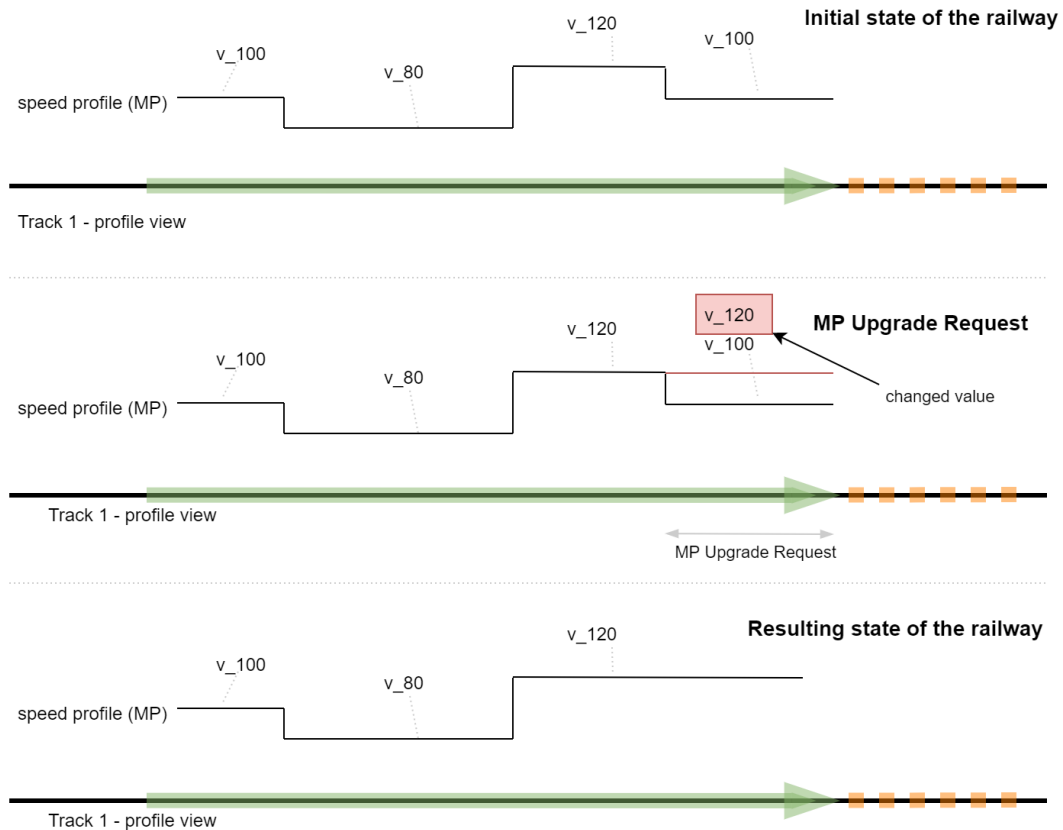 Initial state of the railway
v_120
v_100
v_100
v_80
speed profile (MP)
Track 1 - profile view
v_120
MP Upgrade Request
v_120
v_100
v_100
v_80
changed value
speed profile (MP)
Track 1 - profile view
MP Upgrade Request
Resulting state of the railway
v_120
v_100
v_80
speed profile (MP)
Track 1 - profile view